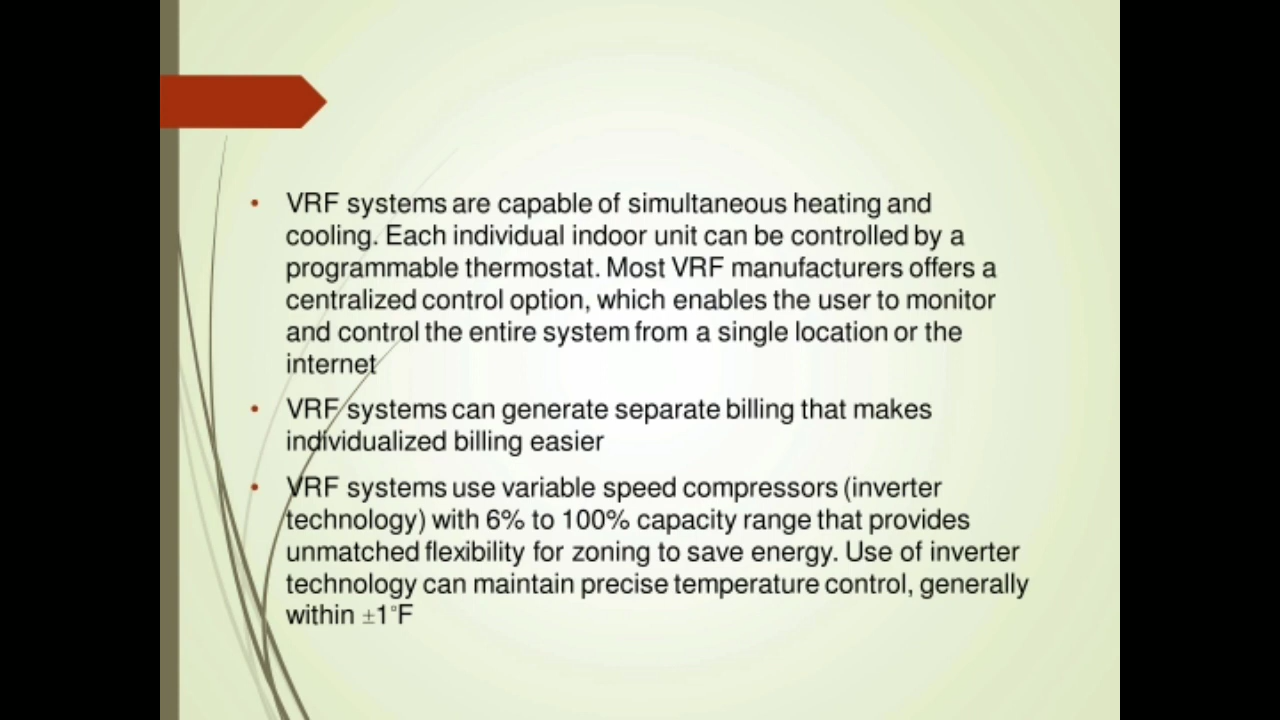 • VRF systems are capable of simultaneous heating and
cooling. Each individual indoor unit can be controlled by a
programmable thermostat. Most VRF manufacturers offers a
centralized control option, which enables the user to monitor
and control the entire system from a single location or the
internet
• VRF systems can generate separate billing that makes
individualized billing easier
• VRF systems use variable speed compressors (inverter
technology) with 6% to 100% capacity range that provides
unmatched flexibility for zoning to save energy. Use of inverter
technology can maintain precise temperature control, generally
within ±1°F